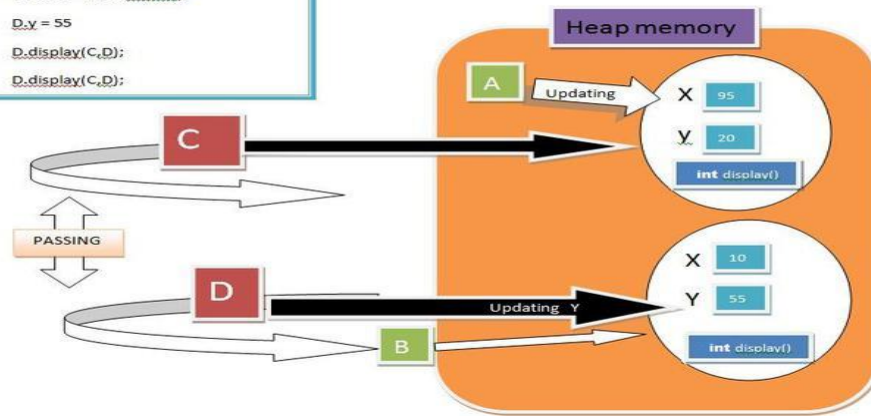 D.y = 55
D.display(C,D);
D.display(C,D);
Heap memory
A
Updating
X 95
y 20
int display()
C
PASSING
X 10
D
Updating Y
Y 55
B
int display()